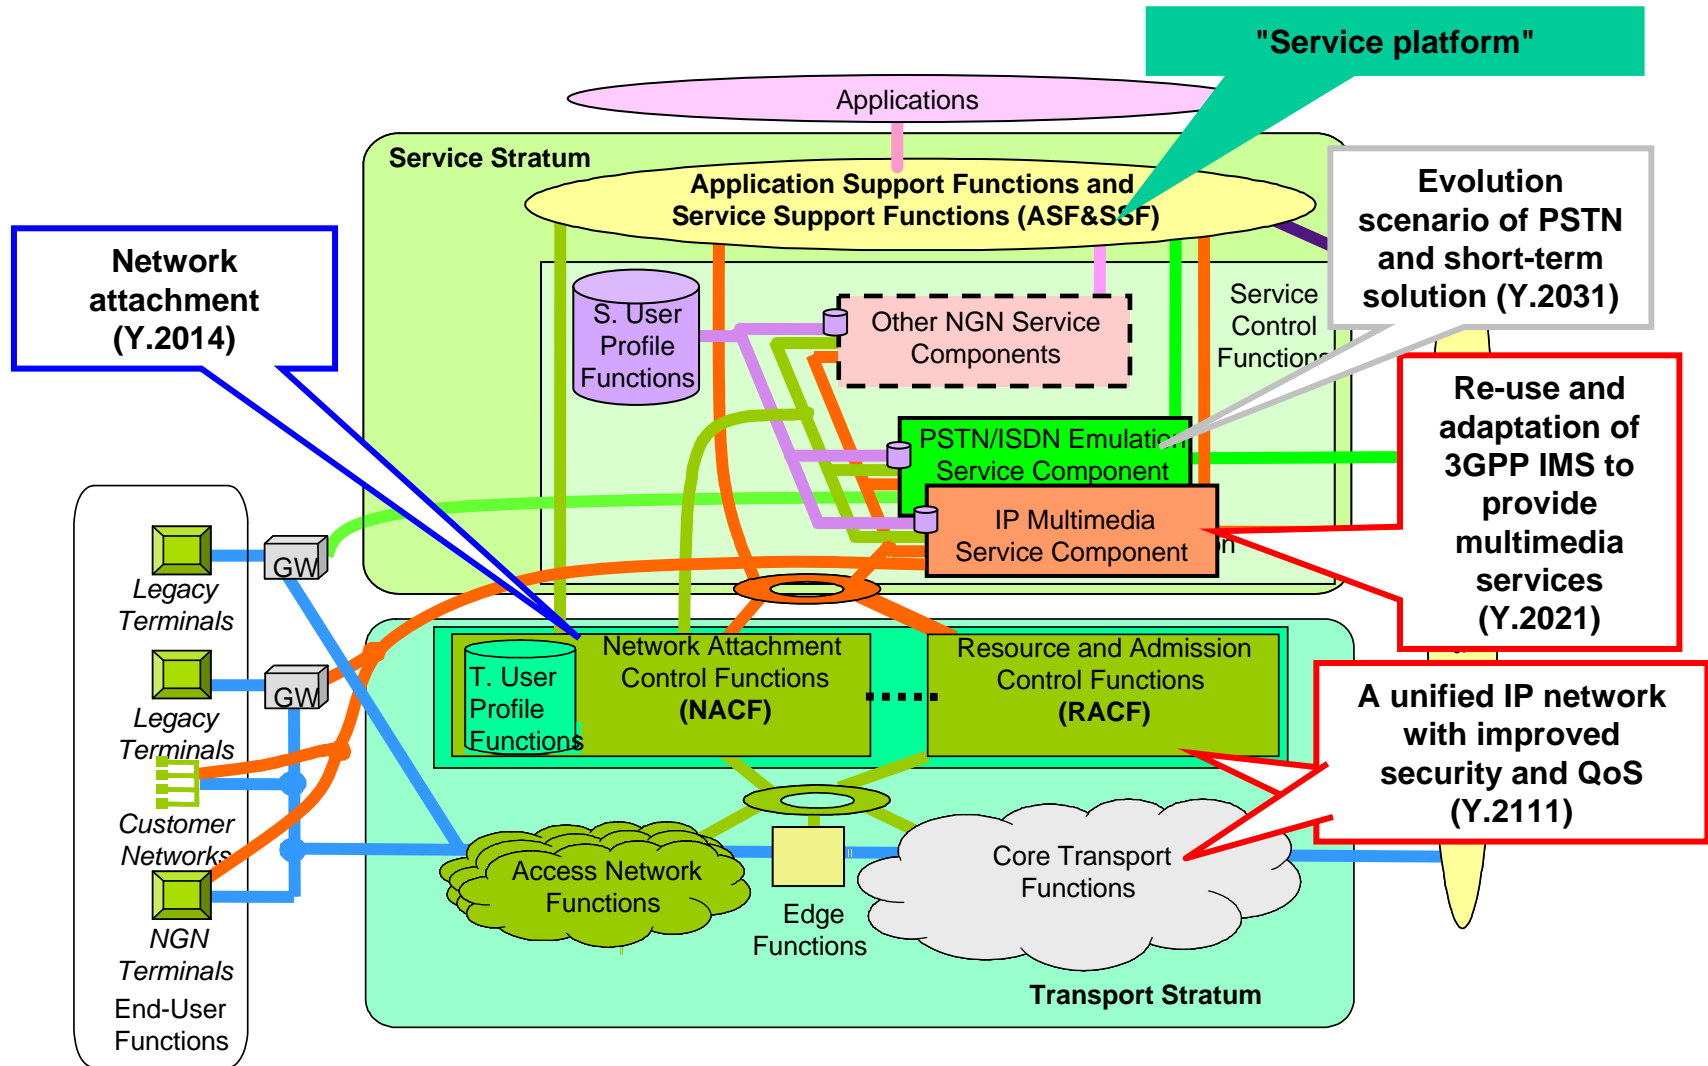 "Service platform"
Applications
Service Stratum
Application Support Functions and
Service Support Functions (ASF&SSF)
Evolution
scenario of PSTN
and short-term
solution (Y.2031)
Network
attachment
(Y.2014)
S. User
Profile
Functions
Other NGN Service
Components
Service
Control
Functions
Re-use and
adaptation of
3GPP IMS to
provide
multimedia
services
(Y.2021)
PSTN/ISDN Emulation
Service Component
IP Multimedia
Service Component
GW
Legacy
Terminals
GW
Legacy
Terminals
Customer
Networks
NGN
Terminals
End-User
Functions
T. User
Profile
Functions
Network Attachment
Control Functions
(NACF)
Resource and Admission
Control Functions
(RACF)
A unified IP network
with improved
security and QoS
(Y.2111)
Access Network
Functions
Edge
Functions
Core Transport
Functions
Transport Stratum